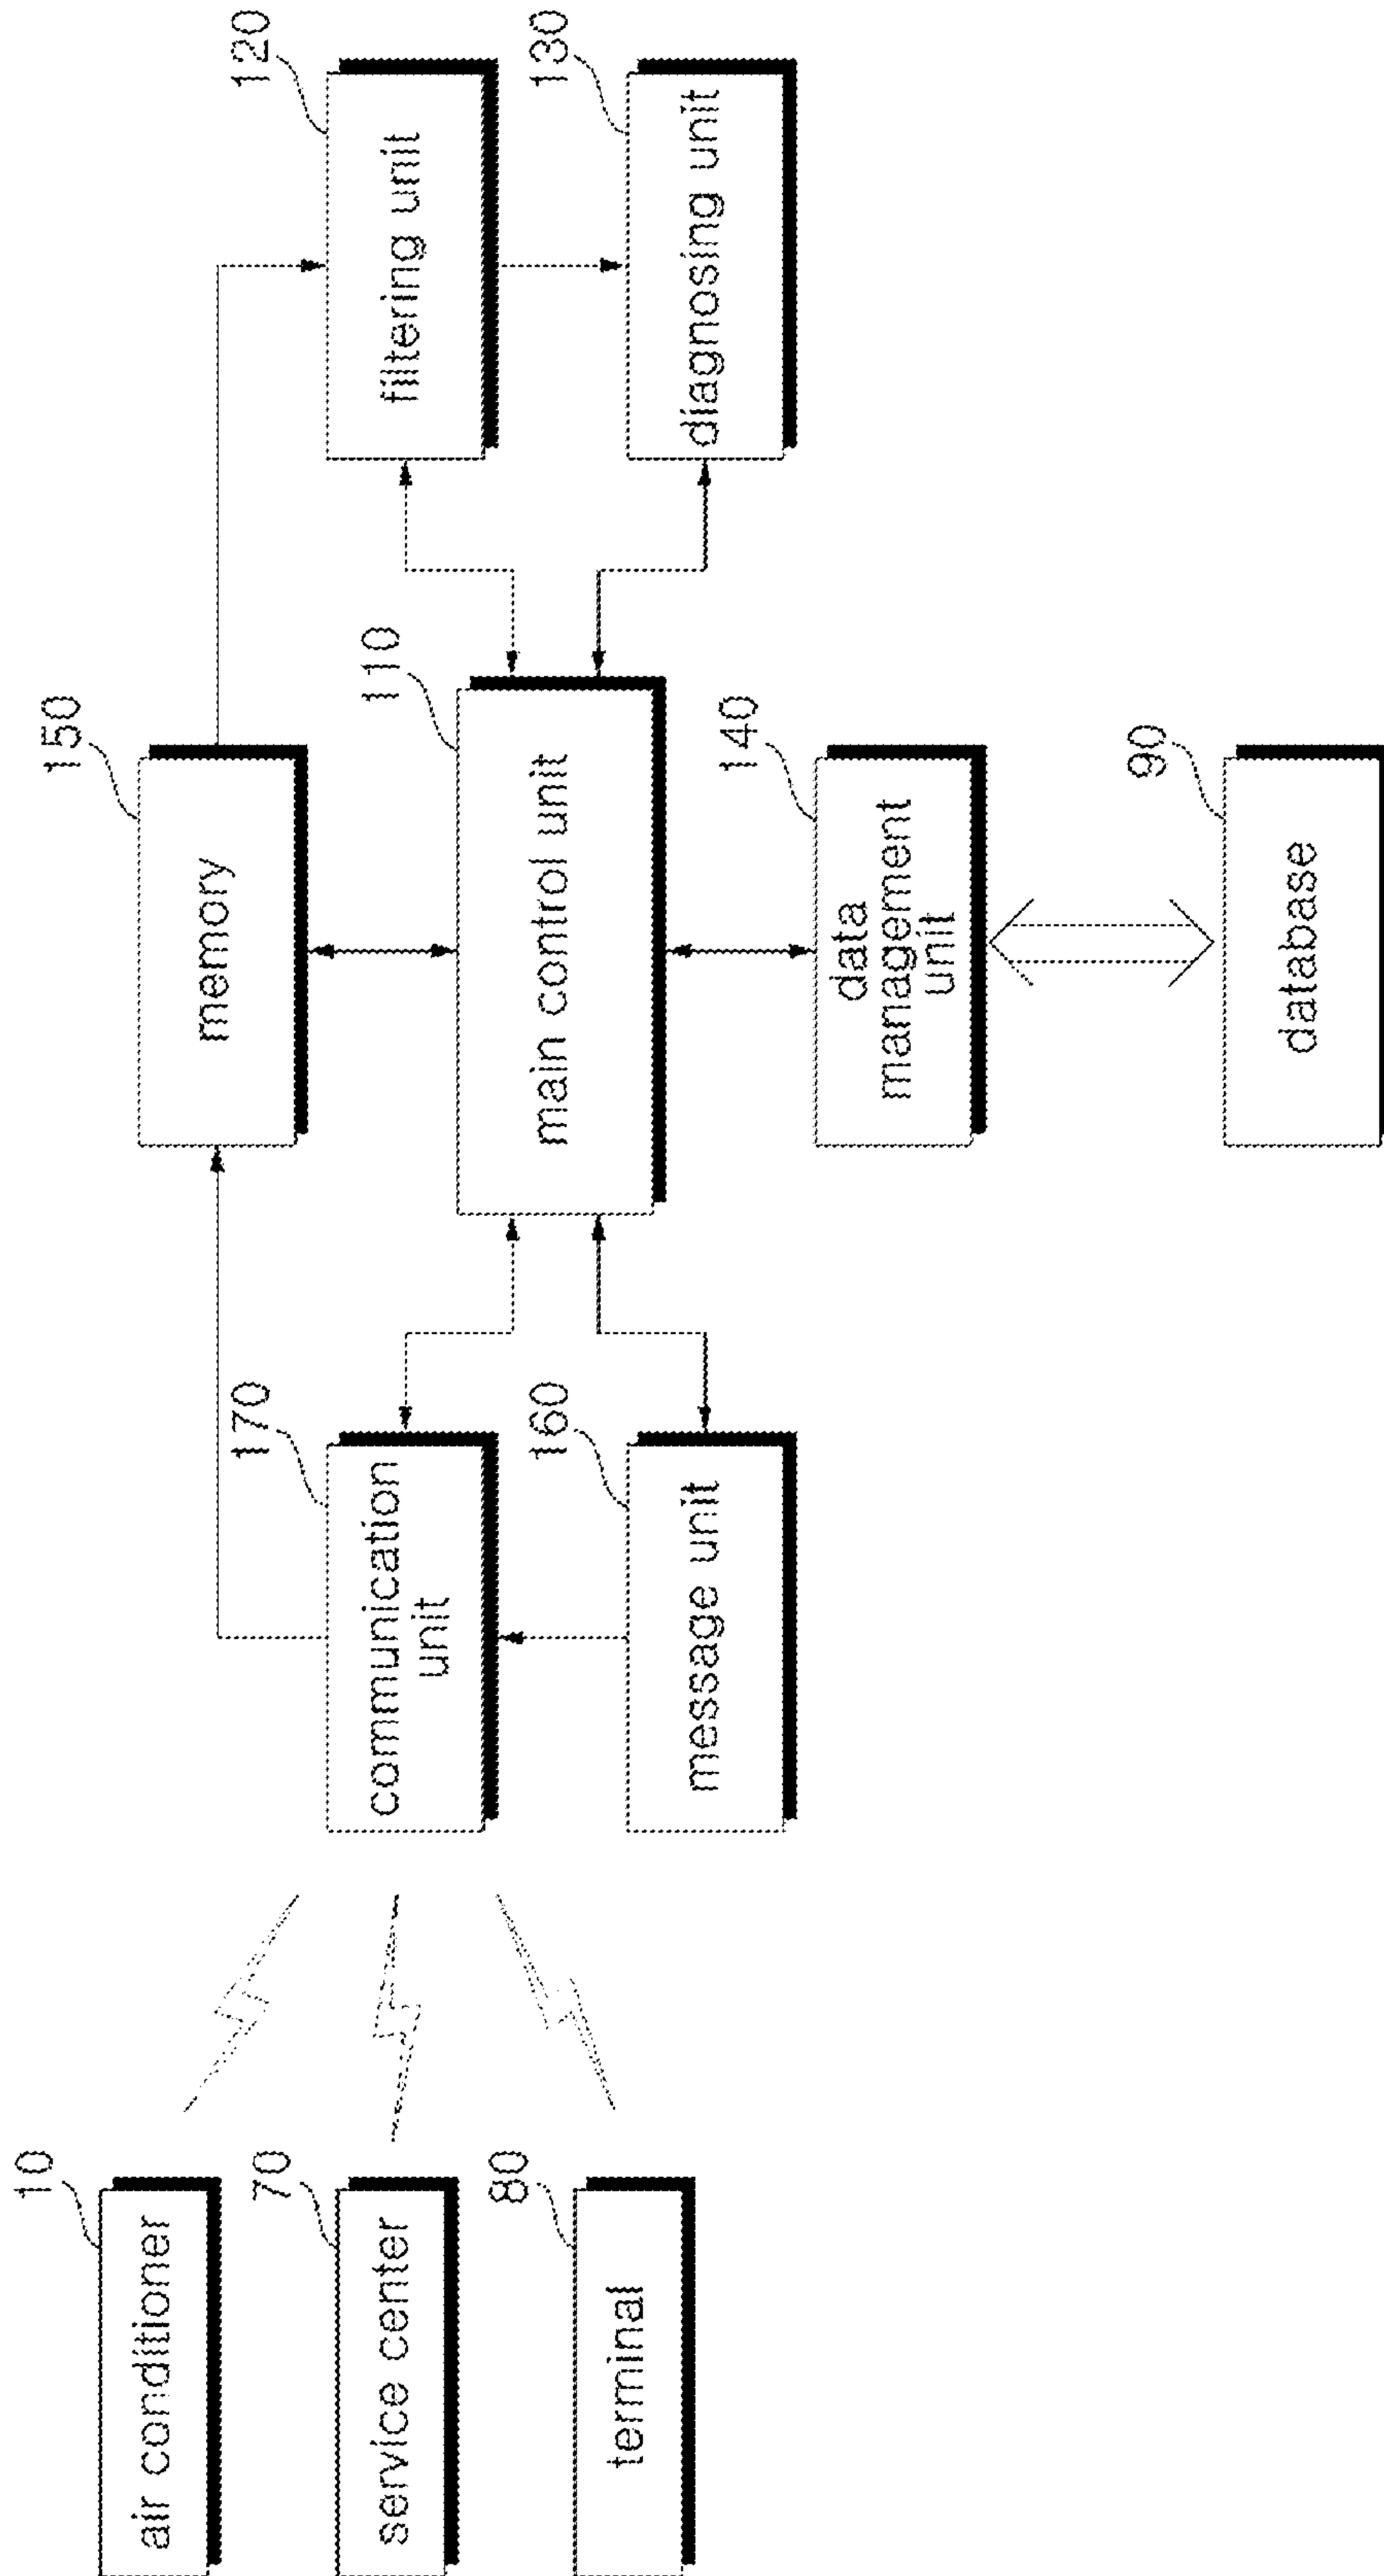 150
memory
120
filtering unit
130
diagnosing unit
110
main control unit
140
data
management
unit
90
database
170
communication
unit
160
message unit
10
air conditioner
70
service center
80
terminal